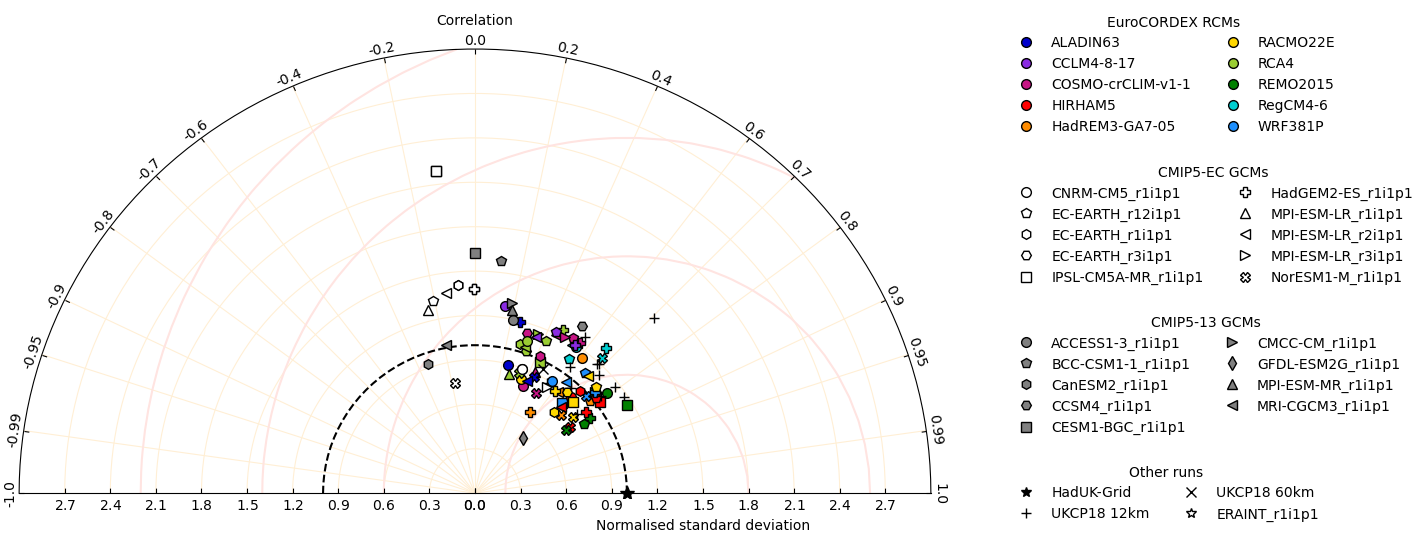 Correlation
-1.0
-0.99
-0.95
-0.9
-0.8
-0.7
-0.6
-0.4
-0.2
0.0
0.2
0.4
0.6
0.7
0.8
0.9
0.95
0.99
1.0
2.7 2.4 2.1 1.8 1.5 1.2 0.9 0.6 0.3 0.0 0.3 0.6 0.9 1.2 1.5 1.8 2.1 2.4 2.7
Normalised standard deviation
EuroCORDEX RCMs
ALADIN63 RACMO22E
CCLM4-8-17 RCA4
COSMO-crCLIM-v1-1 REMO2015
HIRHAM5 RegCM4-6
HadREM3-GA7-05 WRF381P
CMIP5-EC GCMs
CNRM-CM5_r1i1p1 HadGEM2-ES_r1i1p1
EC-EARTH_r12i1p1 MPI-ESM-LR_r1i1p1
EC-EARTH_r1i1p1 MPI-ESM-LR_r2i1p1
EC-EARTH_r3i1p1 MPI-ESM-LR_r3i1p1
IPSL-CM5A-MR_r1i1p1 NorESM1-M_r1i1p1
CMIP5-13 GCMs
ACCESS1-3_r1i1p1 CMCC-CM_r1i1p1
BCC-CSM1-1_r1i1p1 GFDL-ESM2G_r1i1p1
CanESM2_r1i1p1 MPI-ESM-MR_r1i1p1
CCSM4_r1i1p1 MRI-CGCM3_r1i1p1
CESM1-BGC_r1i1p1
Other runs
HadUK-Grid UKCP18 60km
UKCP18 12km ERAINT_r1i1p1